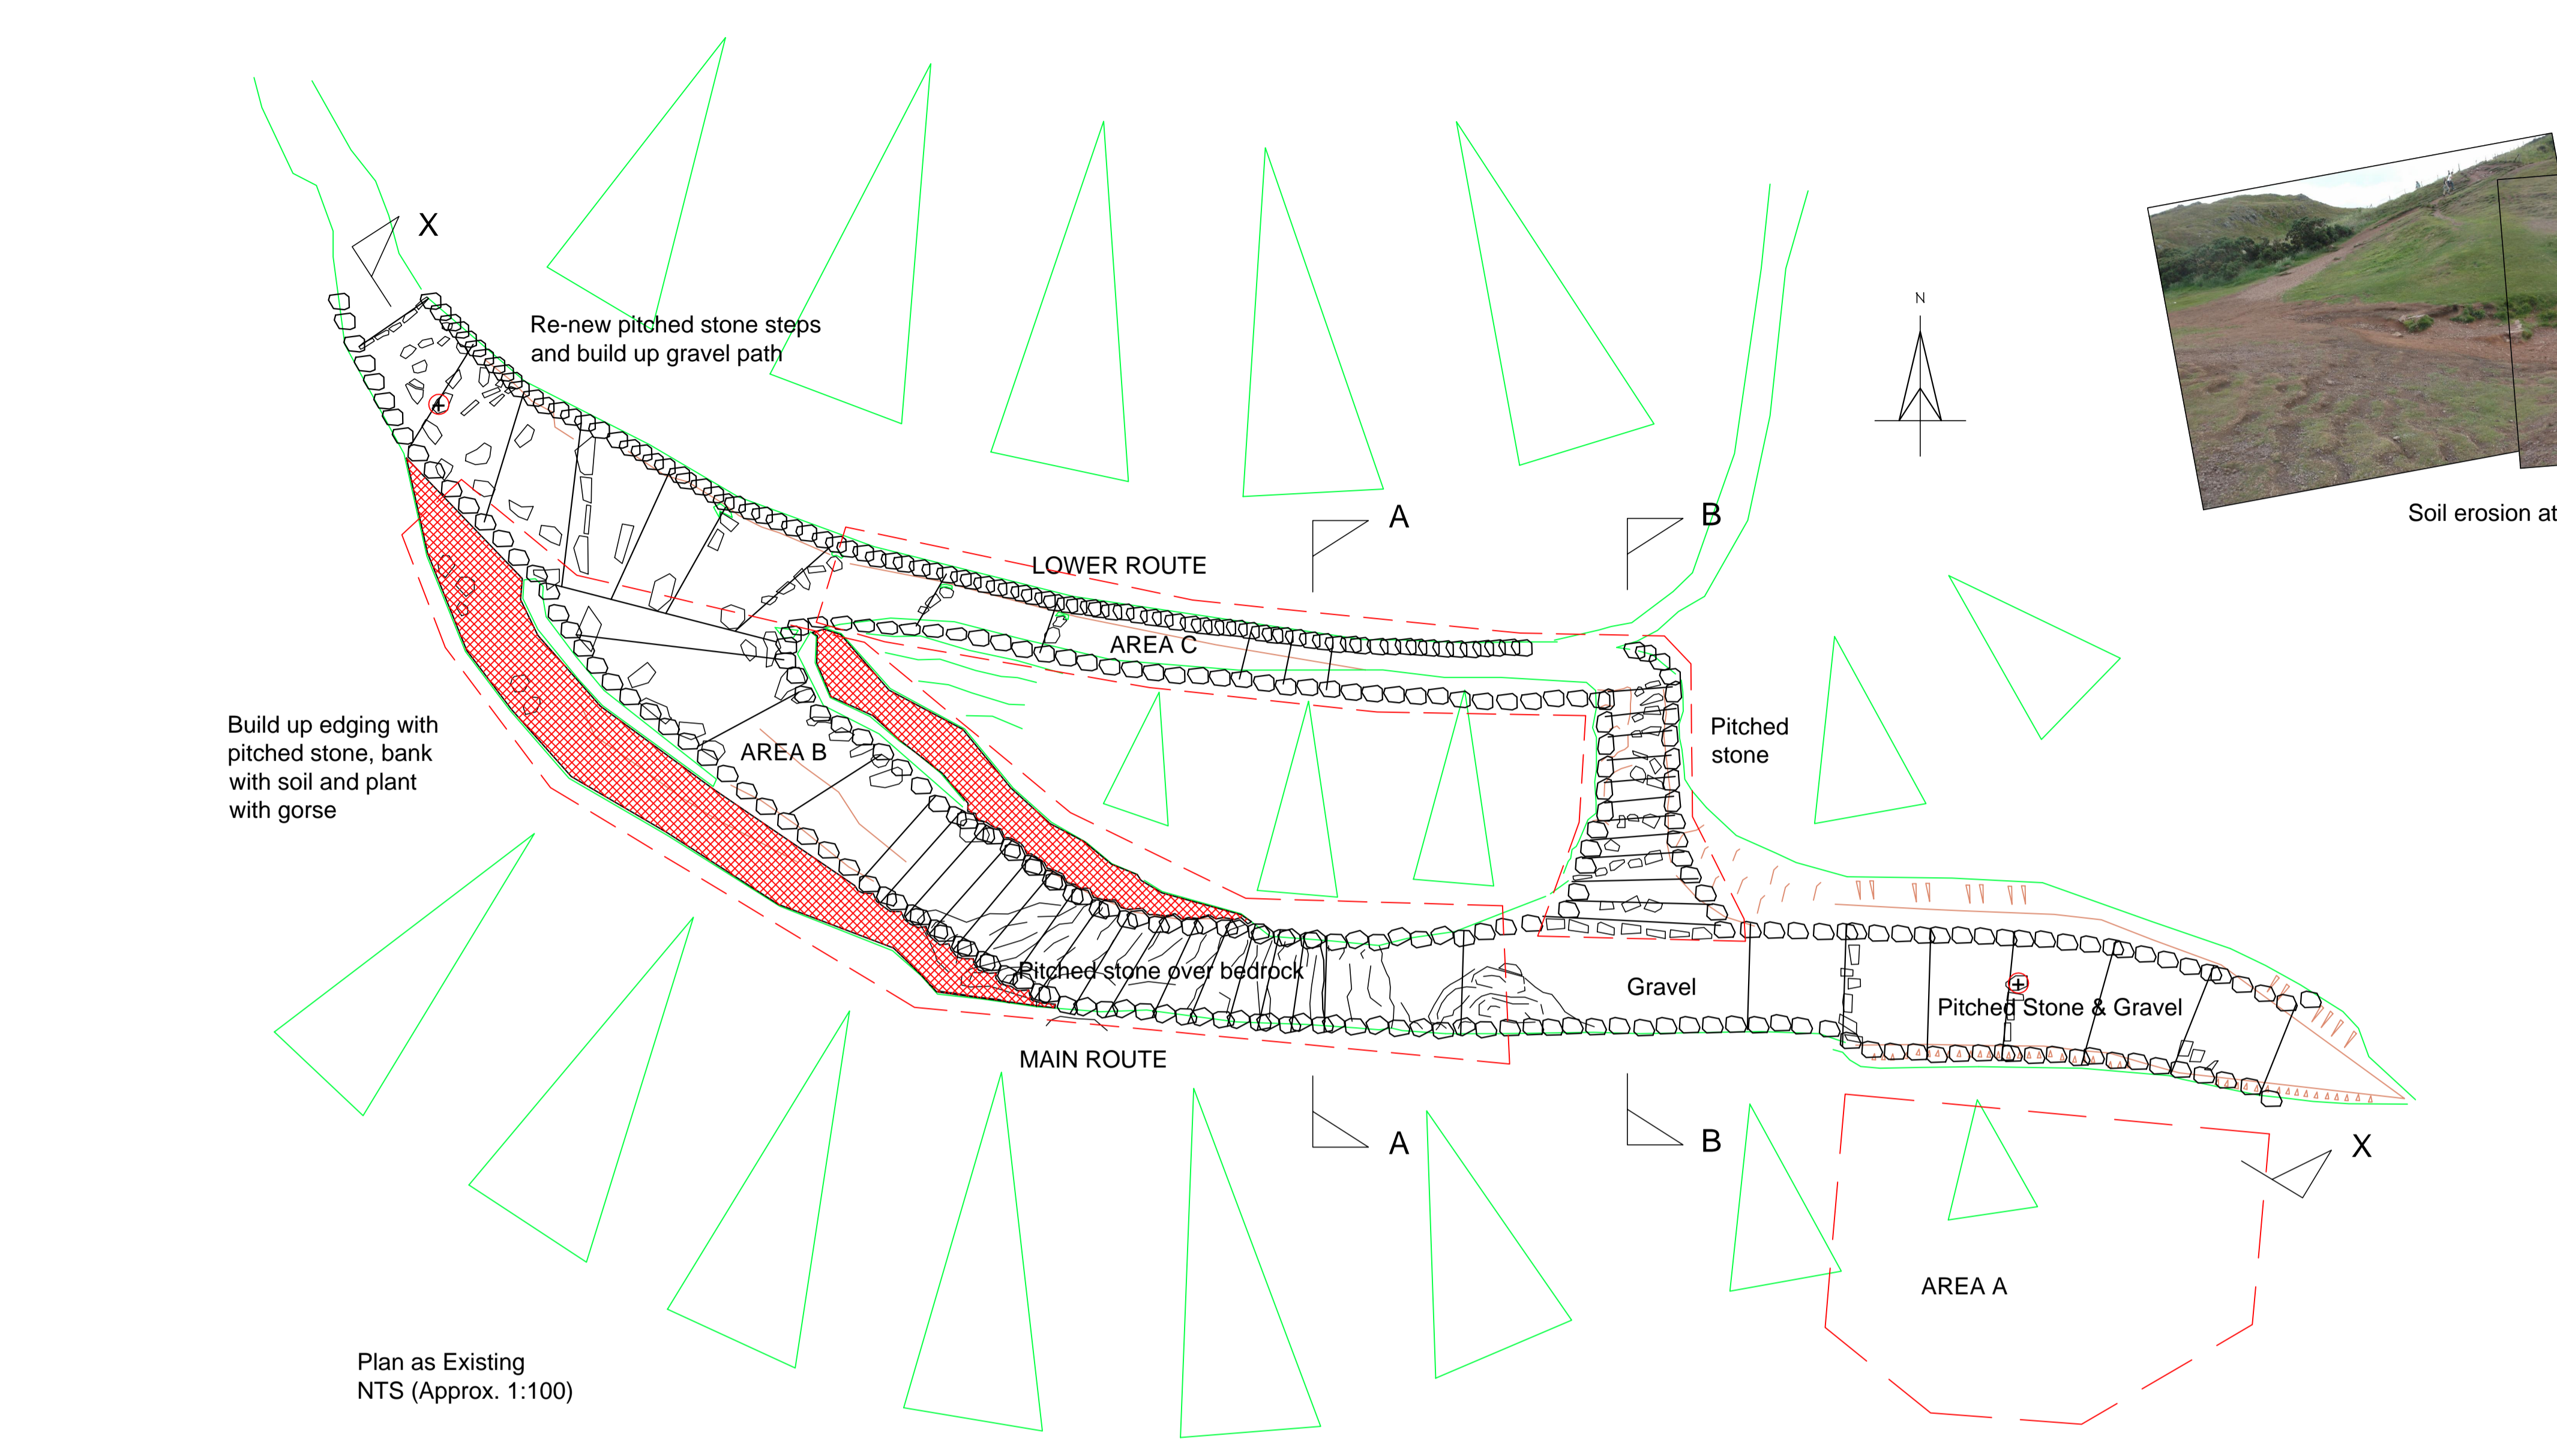 X
N
Re-new pitched stone steps
and build up gravel path
Soil erosion at
A
B
LOWER ROUTE
AREA C
Build up edging with
pitched stone, bank
with soil and plant
with gorse
AREA B
Pitched
stone
Pitched stone over bedrock
Gravel
Pitched Stone & Gravel
MAIN ROUTE
A
B
X
AREA A
Plan as Existing
NTS (Approx. 1:100)